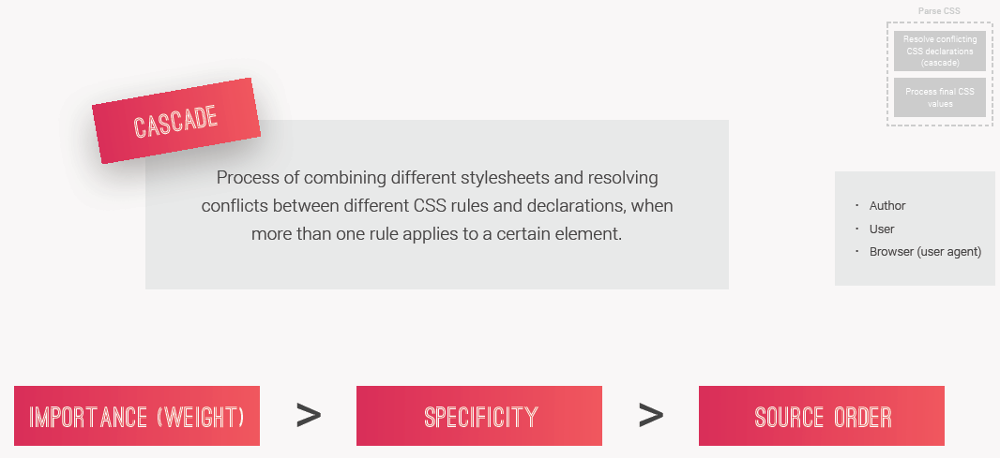 Parse CSS
Resolve conflicting
CSS declarations
(cascade)
Process final CSS
values
CASCADE
Process of combining different stylesheets and resolving
conflicts between different CSS rules and declarations, when
more than one rule applies to a certain element.
• Author
• User
• Browser (user agent)
IMPORTANCE (WEIGHT) > SPECIFICITY > SOURCE ORDER